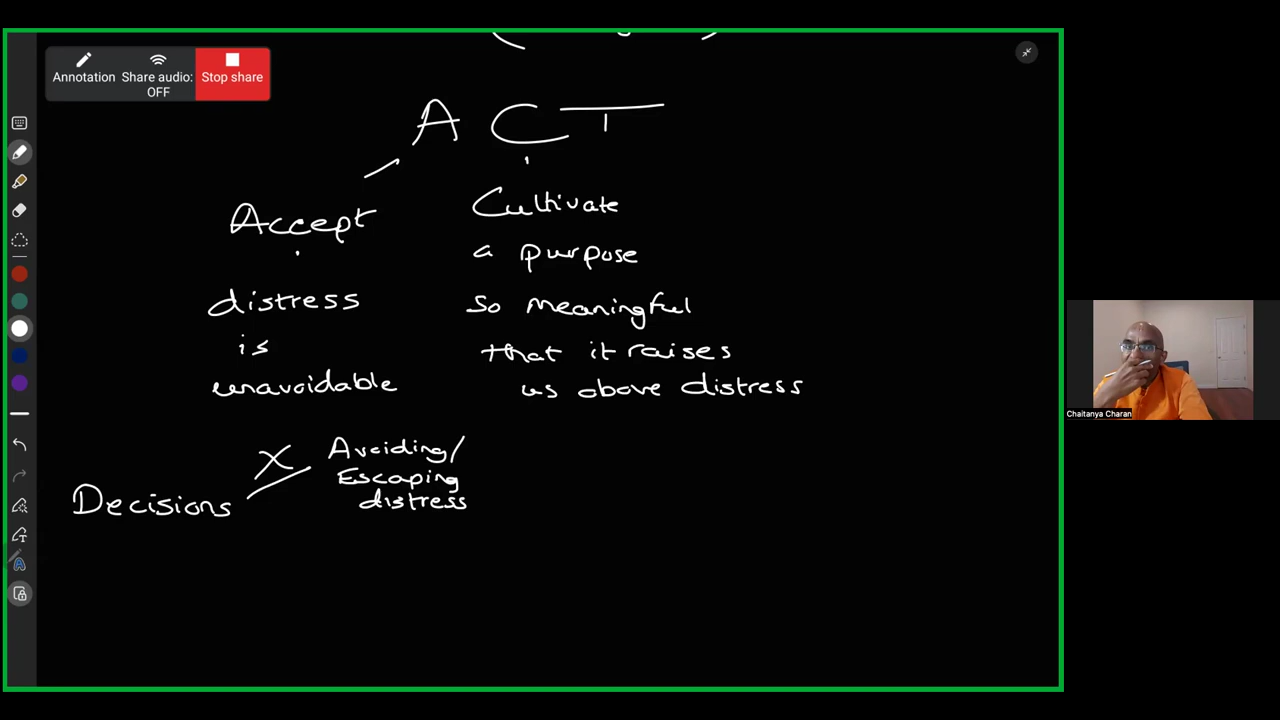 Annotation
Share audio:
OFF
Stop share
A C T
Accept
distress
is
unavoidable
Cultivate
a purpose
so meaningful
that it raises
us above distress
Decisions
X
Avoiding/
Escaping
distress
Chaitanya Charan